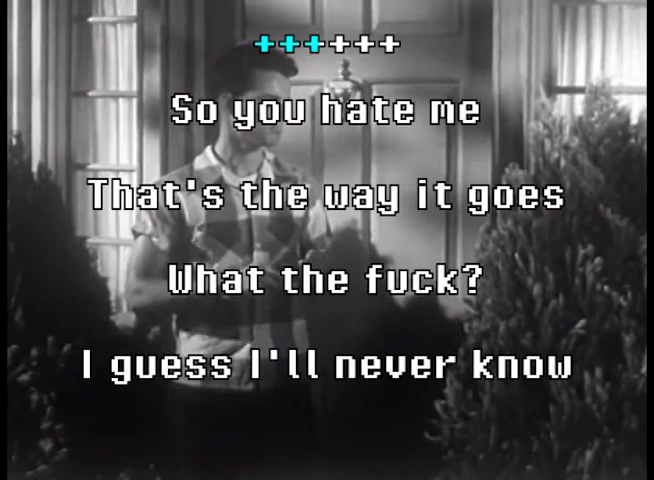 ++++++
So you hate me
That's the way it goes
What the fuck?
I guess I'll never know